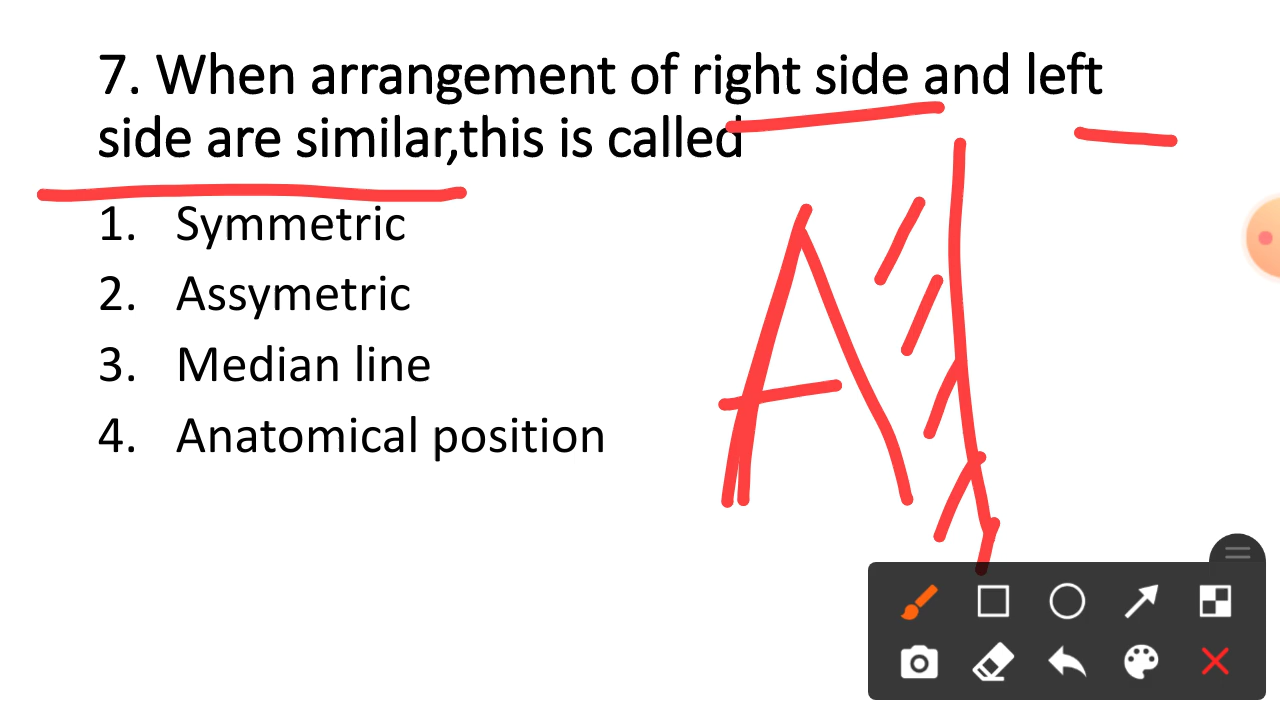 7. When arrangement of right side and left
side are similar,this is called
1. Symmetric
2. Assymetric
3. Median line
4. Anatomical position
A